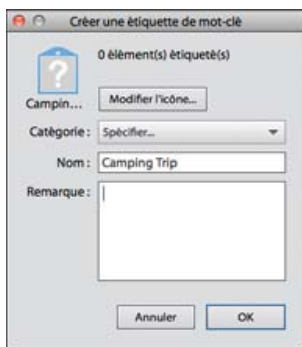 Créer une étiquette de mot-clé
0 élément(s) étiqueté(s)
Campin...
Modifier l'icône...
Catégorie :
Spécifier...
Nom :
Camping Trip
Remarque :
Annuler
OK